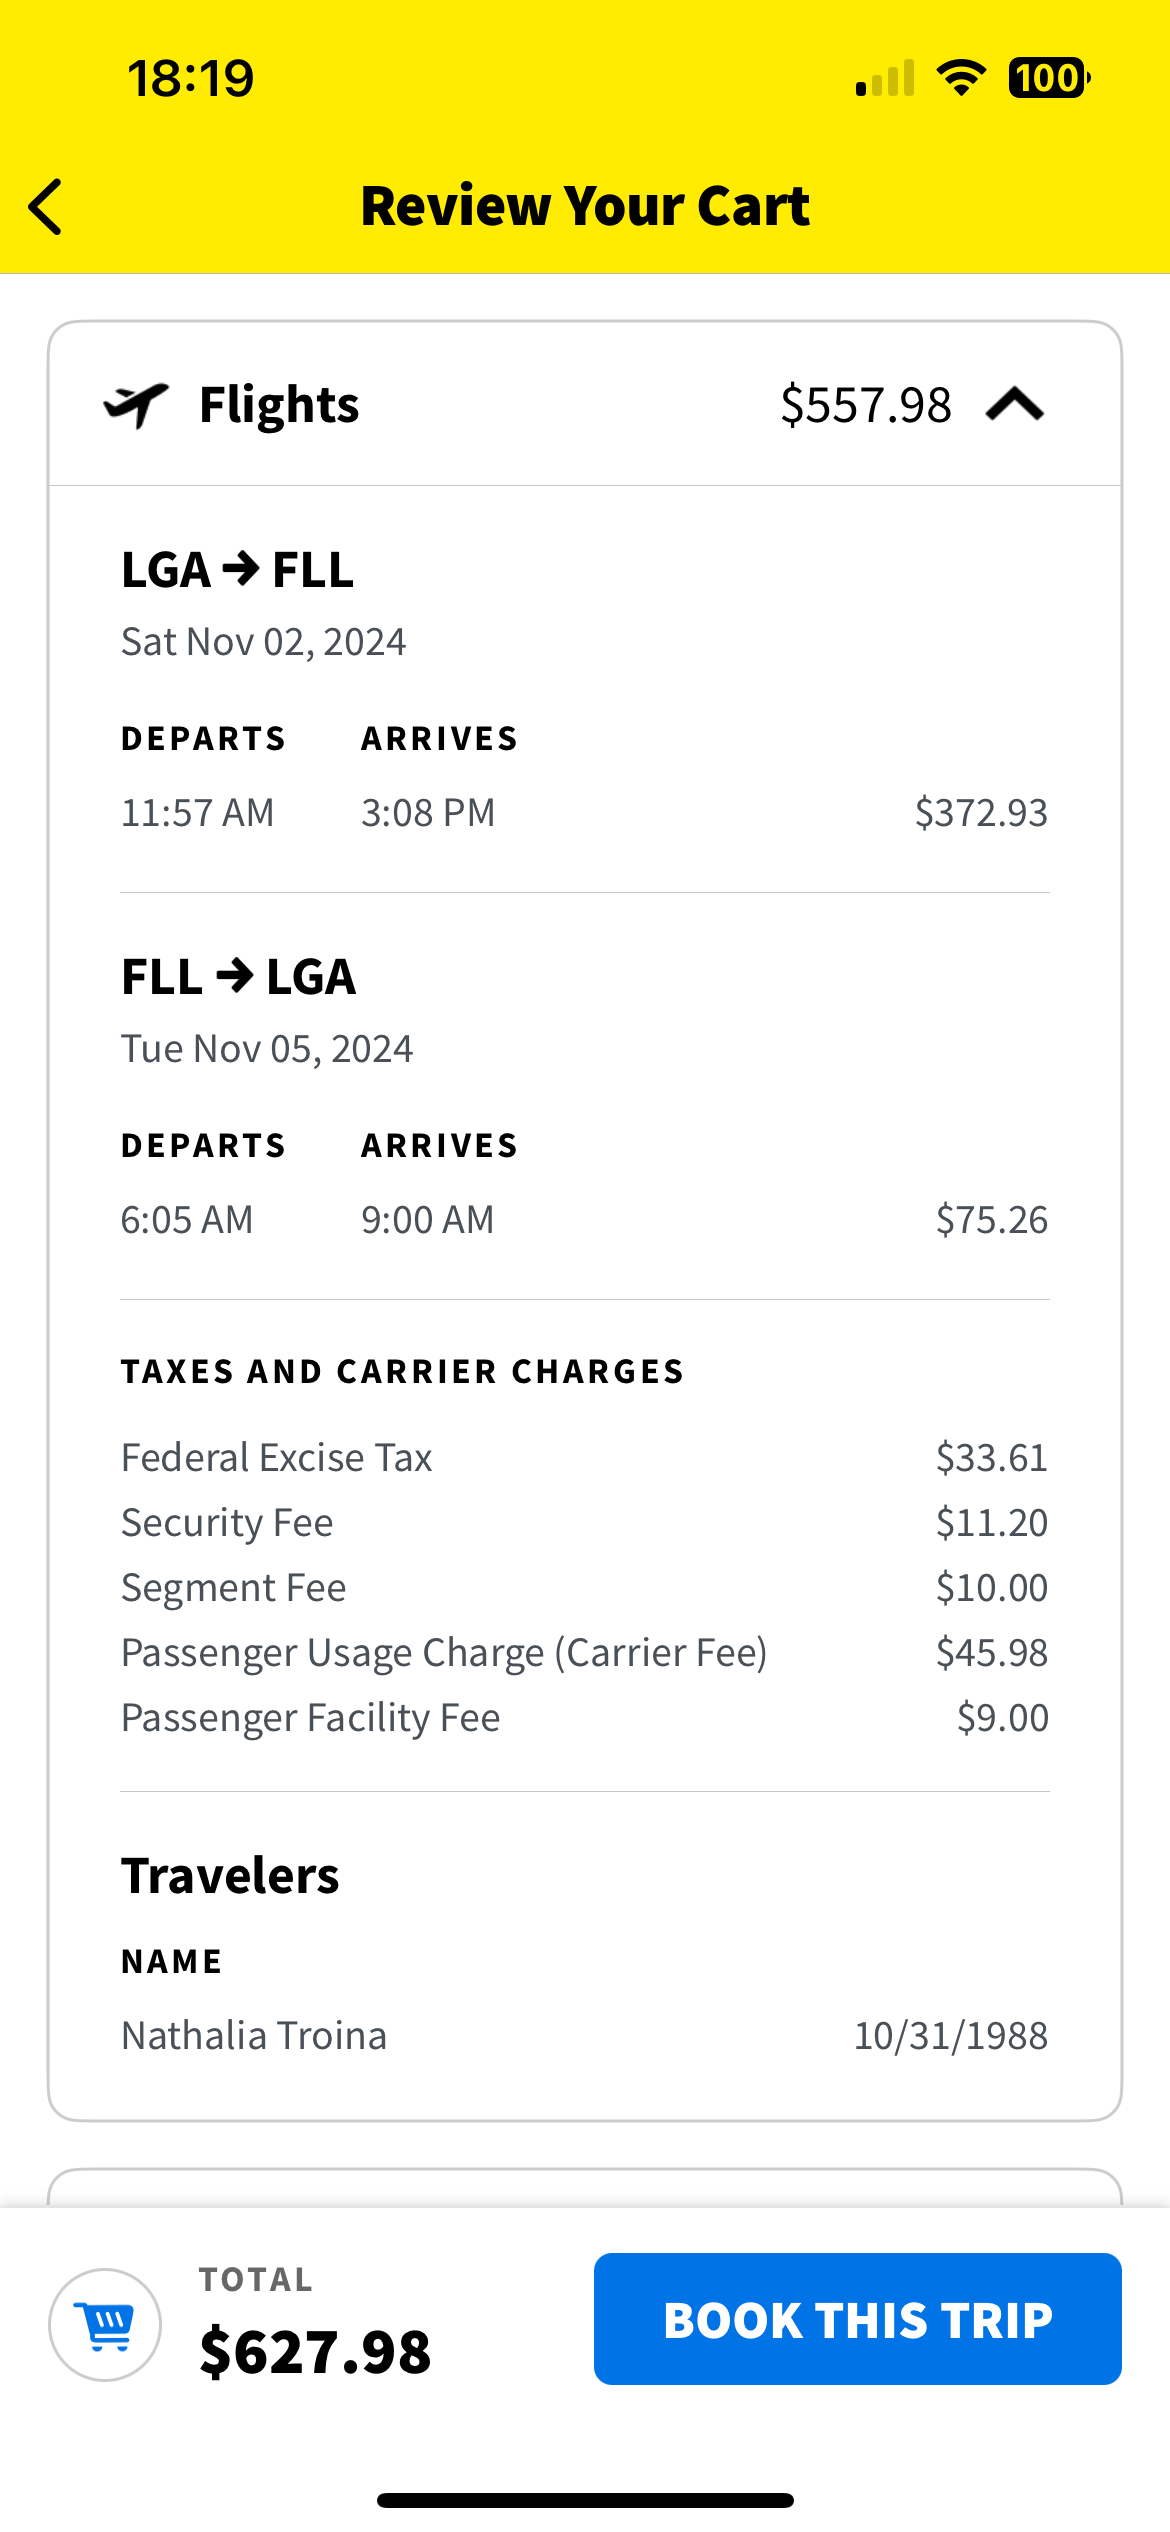 18:19
100
Review Your Cart
Flights $557.98
LGA → FLL
Sat Nov 02, 2024
DEPARTS ARRIVES
11:57 AM 3:08 PM $372.93
FLL → LGA
Tue Nov 05, 2024
DEPARTS ARRIVES
6:05 AM 9:00 AM $75.26
TAXES AND CARRIER CHARGES
Federal Excise Tax $33.61
Security Fee $11.20
Segment Fee $10.00
Passenger Usage Charge (Carrier Fee) $45.98
Passenger Facility Fee $9.00
Travelers
NAME
Nathalia Troina 10/31/1988
TOTAL
$627.98
BOOK THIS TRIP